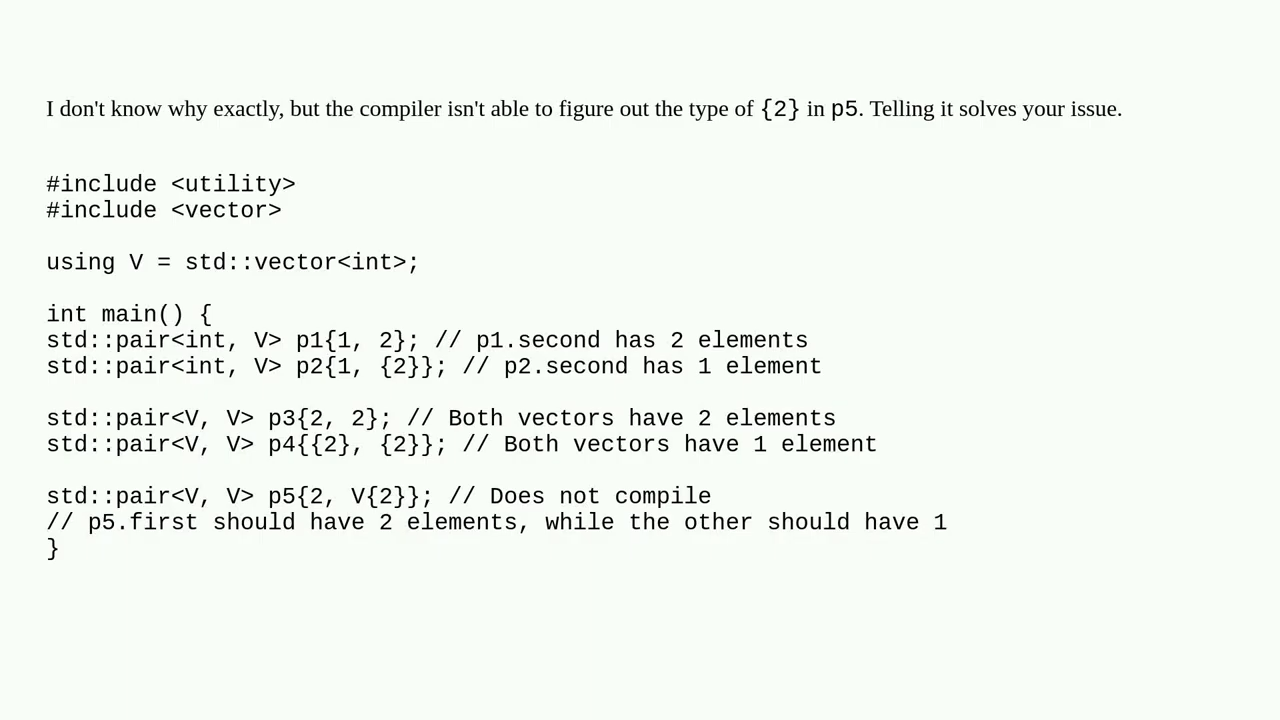 I don't know why exactly, but the compiler isn't able to figure out the type of {2} in p5. Telling it solves your issue.
#include <utility>
#include <vector>
using V = std::vector<int>;
int main() {
std::pair<int, V> p1{1, 2}; // p1.second has 2 elements
std::pair<int, V> p2{1, {2}}; // p2.second has 1 element
std::pair<V, V> p3{2, 2}; // Both vectors have 2 elements
std::pair<V, V> p4{{2}, {2}}; // Both vectors have 1 element
std::pair<V, V> p5{2, V{2}}; // Does not compile
// p5.first should have 2 elements, while the other should have 1
}